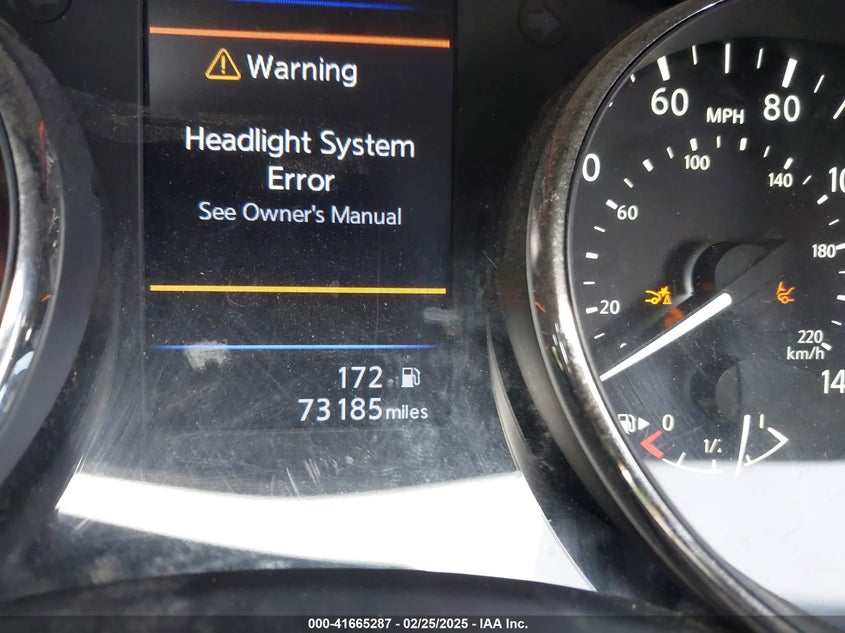 Warning
Headlight System
Error
See Owner's Manual
172
73185 miles
60 MPH 80
100
140
60
180
20
220
km/h
0 1/2 1
000-41665287 - 02/25/2025 - IAA Inc.